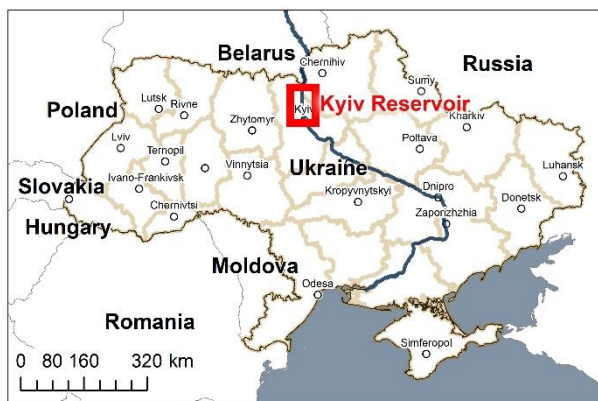 Belarus
Chernihiv
Russia
Sumy
Lutsk
Rivne
Poland
Kyiv
Kyiv Reservoir
Kharkiv
Zhytomyr
Lviv
Poltava
Ternopil
Ukraine
Luhansk
Vinnytsia
Slovakia
Ivano-Frankivsk
Kropyvnytskyi
Dnipro
Donetsk
Chernivtsi
Zaporizhzhia
Hungary
Moldova
Odesa
Romania
Simferopol
0 80 160 320 km